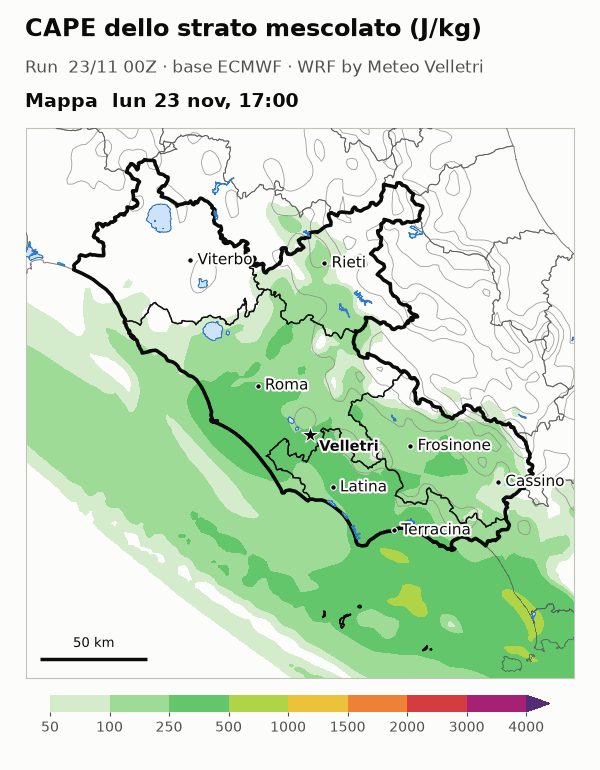 CAPE dello strato mescolato (J/kg)
Run  23/11 00Z · base ECMWF · WRF by Meteo Velletri
Mappa  lun 23 nov, 17:00
Viterbo
Rieti
Roma
Velletri
Frosinone
Cassino
Latina
Terracina
50 km
50 100 250 500 1000 1500 2000 3000 4000